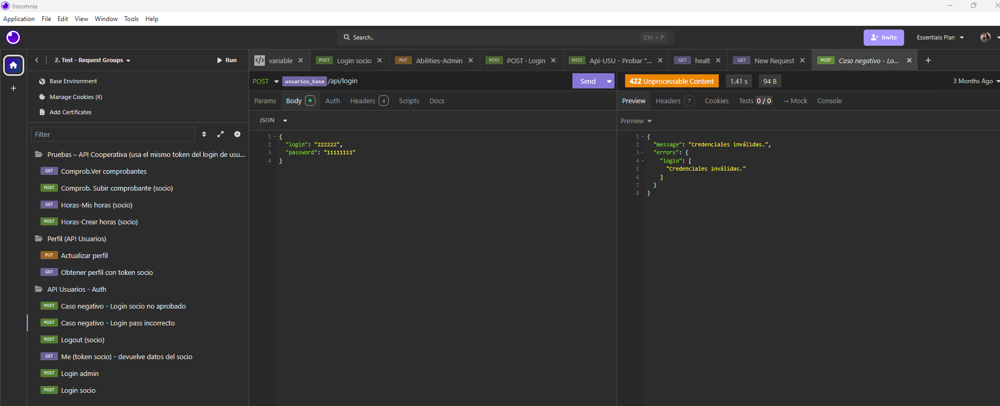 Insomnia
Application File Edit View Window Tools Help
Search.. Ctrl + P
Invite
Essentials Plan
2. Test - Request Groups
Run
</> variable
POST Login socio
PUT Abilities-Admin
POST POST - Login
POST Api-USU - Probar "...
GET healt
GET New Request
POST Caso negativo - Lo...
Base Environment
Manage Cookies (4)
Add Certificates
Filter
Pruebas – API Cooperativa (usa el mismo token del login de usu...
GET Comprob.Ver comprobantes
POST Comprob. Subir comprobante (socio)
GET Horas-Mis horas (socio)
POST Horas-Crear horas (socio)
Perfil (API Usuarios)
PUT Actualizar perfil
GET Obtener perfil con token socio
API Usuarios - Auth
POST Caso negativo - Login socio no aprobado
POST Caso negativo - Login pass incorrecto
POST Logout (socio)
GET Me (token socio) - devuelve datos del socio
POST Login admin
POST Login socio
POST usuarios_base /api/login
Send
Params Body Auth Headers 4 Scripts Docs
JSON
1 {
2 "login": "222222",
3 "password": "11111111"
4 }
422 Unprocessable Content 1.41 s 94 B
3 Months Ago
Preview Headers 7 Cookies Tests 0 / 0 → Mock Console
Preview
1 {
2 "message": "Credenciales inválidas.",
3 "errors": {
4 "login": [
5 "Credenciales inválidas."
6 ]
7 }
8 }